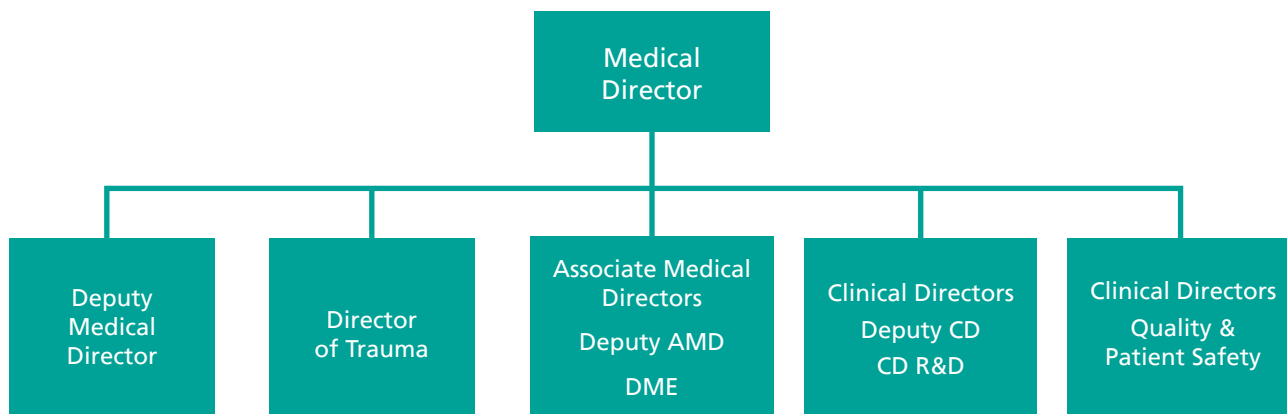 Medical
Director
Deputy
Medical
Director
Director
of Trauma
Associate Medical
Directors
Deputy AMD
DME
Clinical Directors
Deputy CD
CD R&D
Clinical Directors
Quality &
Patient Safety